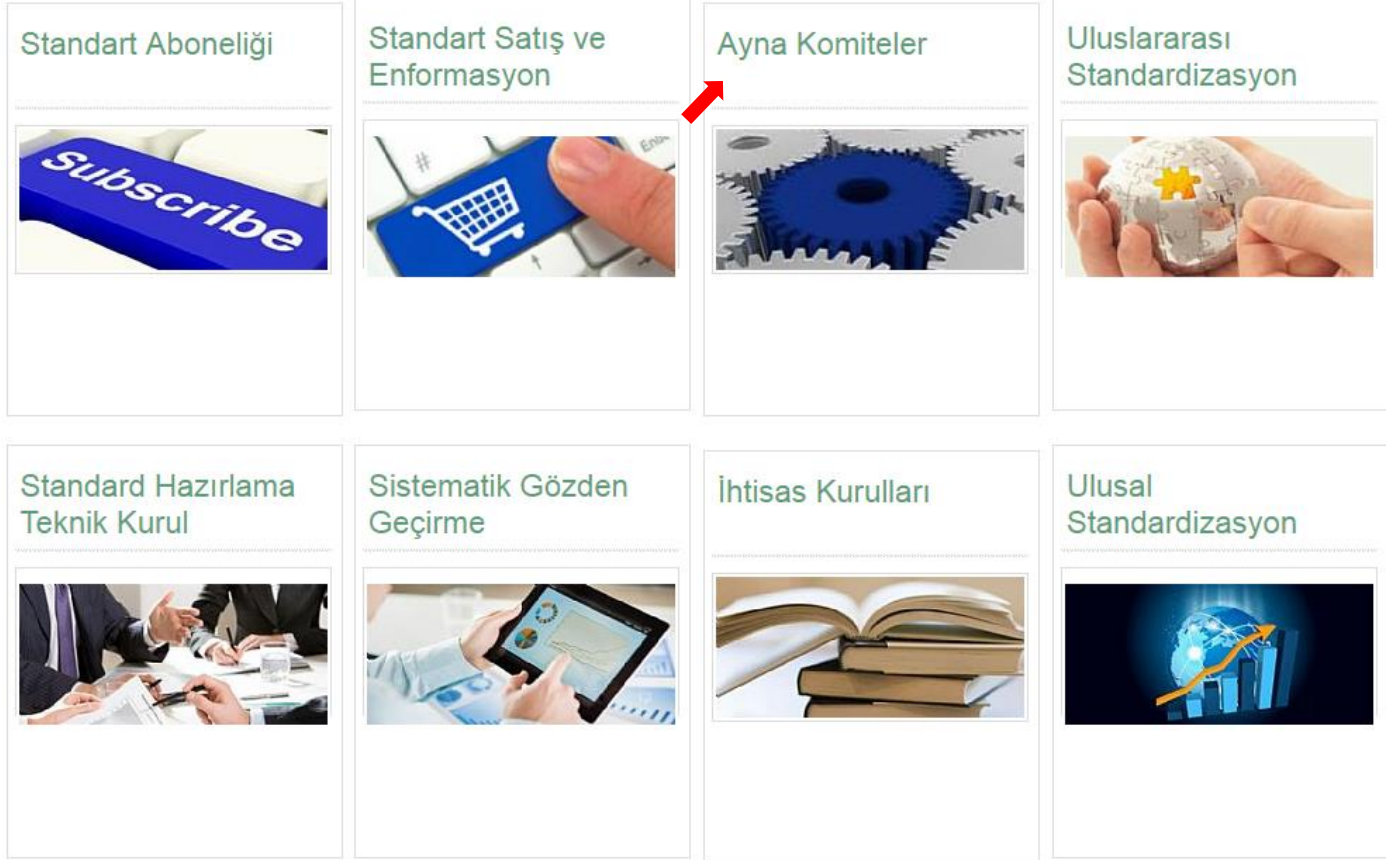 Standart Aboneliği
Standart Satış ve
Enformasyon
Ayna Komiteler
Uluslararası
Standardizasyon
Subscribe
#
Standard Hazırlama
Teknik Kurul
Sistematik Gözden
Geçirme
İhtisas Kurulları
Ulusal
Standardizasyon